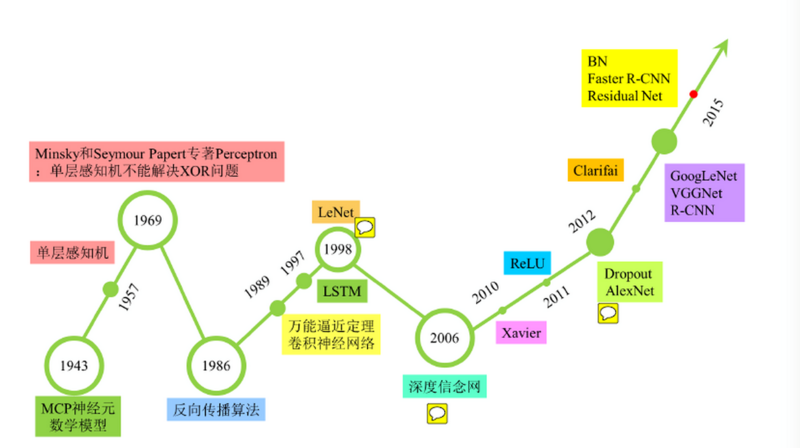 BN
Faster R-CNN
Residual Net
2015
Minsky和Seymour Papert专著Perceptron
：单层感知机不能解决XOR问题
Clarifai
GoogLeNet
VGGNet
R-CNN
LeNet
1969
2012
单层感知机
1998
1997
ReLU
1989
Dropout
AlexNet
1957
LSTM
2010
2011
万能逼近定理
卷积神经网络
Xavier
2006
1943
1986
深度信念网
MCP神经元
数学模型
反向传播算法